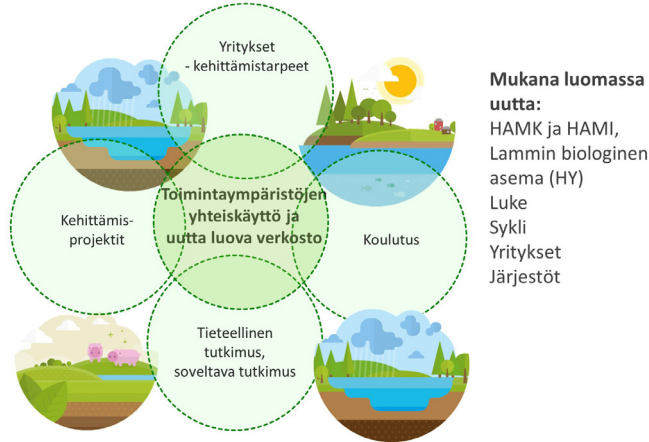 Yritykset
- kehittämistarpeet
Mukana luomassa
uutta:
HAMK ja HAMI,
Lammin biologinen
asema (HY)
Luke
Sykli
Yritykset
Järjestöt
Toimintaympäristöjen
yhteiskäyttö ja
uutta luova verkosto
Kehittämis-
projektit
Koulutus
Tieteellinen
tutkimus,
soveltava tutkimus